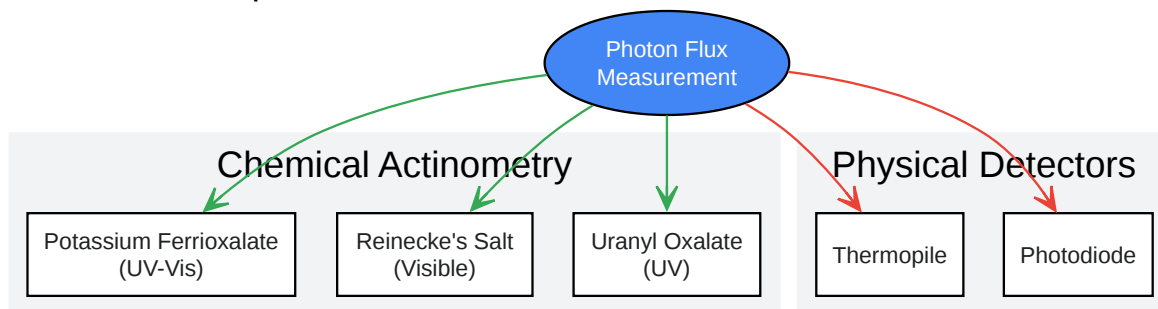 Photon Flux
Measurement
Chemical Actinometry
Physical Detectors
Potassium Ferrioxalate
(UV-Vis)
Reinecke's Salt
(Visible)
Uranyl Oxalate
(UV)
Thermopile
Photodiode